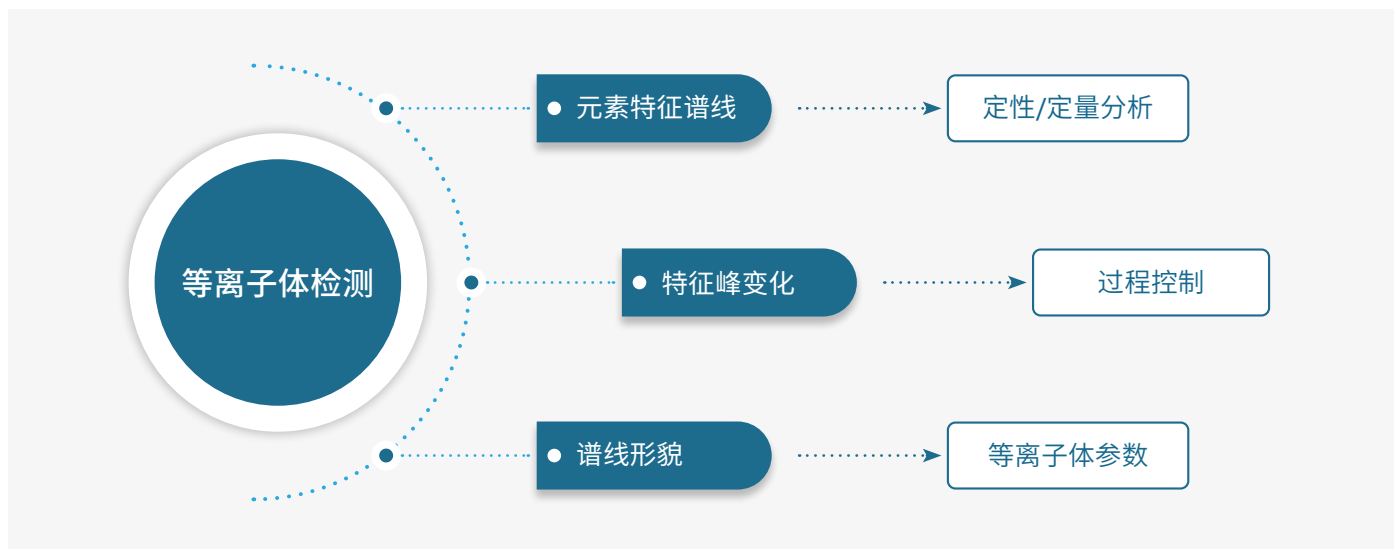 等离子体检测
元素特征谱线
定性/定量分析
特征峰变化
过程控制
谱线形貌
等离子体参数